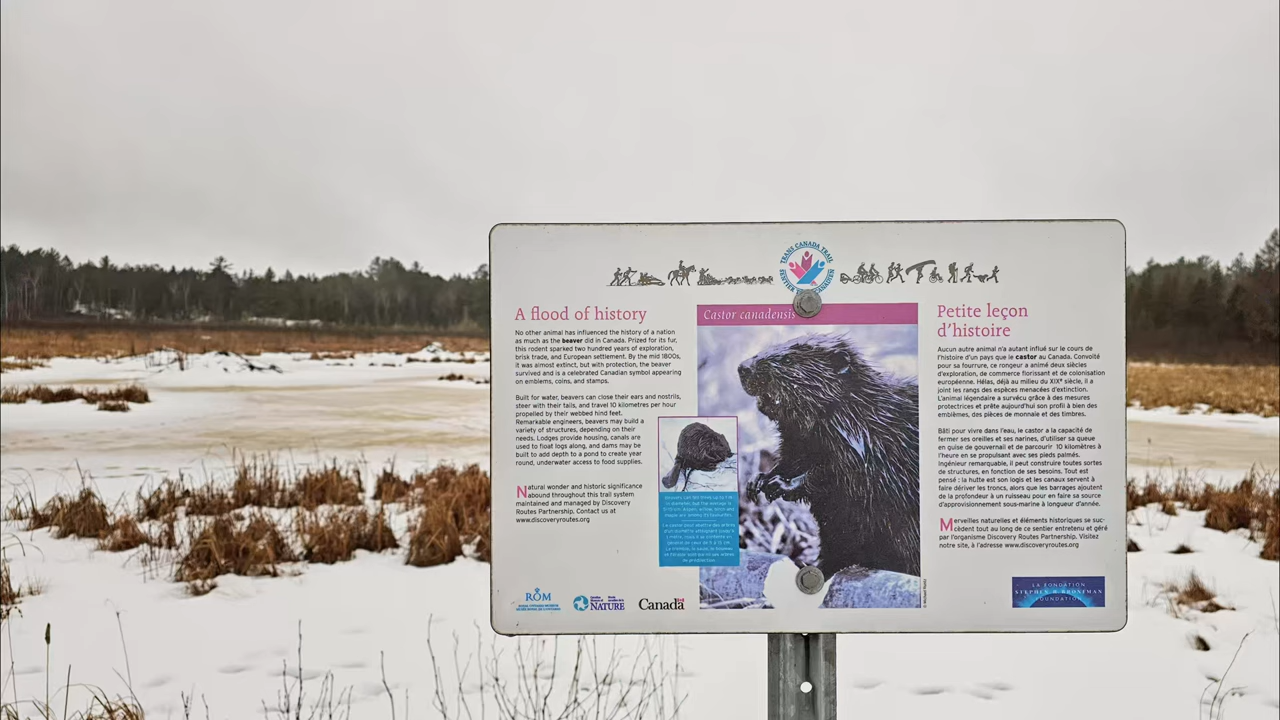 TRANS CANADA TRAIL
SENTIER TRANSCANADIEN
A flood of history
No other animal has influenced the history of a nation
as much as the beaver did in Canada. Prized for its fur,
this rodent sparked two hundred years of exploration,
brisk trade, and European settlement. By the mid 1800s,
it was almost extinct, but with protection, the beaver
survived and is a celebrated Canadian symbol appearing
on emblems, coins, and stamps.
Built for water, beavers can close their ears and nostrils,
steer with their tails, and travel 10 kilometres per hour
propelled by their webbed hind feet.
Remarkable engineers, beavers may build a
variety of structures, depending on their
needs. Lodges provide housing, canals are
used to float logs along, and dams may be
built to add depth to a pond to create year
round, underwater access to food supplies.
Natural wonder and historic significance
abound throughout this trail system
maintained and managed by Discovery
Routes Partnership. Contact us at
www.discoveryroutes.org
Castor canadensis
Petite leçon
d'histoire
Aucun autre animal n'a autant influé sur le cours de
l'histoire d'un pays que le castor au Canada. Convoité
pour sa fourrure, ce rongeur a animé deux siècles
d'exploration, de commerce florissant et de colonisation
européenne. Hélas, déjà au milieu du XIXe siècle, il a
joint les rangs des espèces menacées d'extinction.
L'animal légendaire a survécu grâce à des mesures
protectrices et prête aujourd'hui son profil à bien des
emblèmes, des pièces de monnaie et des timbres.
Bâti pour vivre dans l'eau, le castor a la capacité de
fermer ses oreilles et ses narines, d'utiliser sa queue
en guise de gouvernail et de parcourir 10 kilomètres à
l'heure en se propulsant avec ses pieds palmés.
Ingénieur remarquable, il peut construire toutes sortes
de structures, en fonction de ses besoins. Tout est
pensé : la hutte est son logis et les canaux servent à
faire dériver les troncs, alors que les barrages ajoutent
de la profondeur à un ruisseau pour en faire sa source
d'approvisionnement sous-marine à longueur d'année.
Merveilles naturelles et éléments historiques se suc-
cèdent tout au long de ce sentier entretenu et géré
par l'organisme Discovery Routes Partnership. Visitez
notre site, à l'adresse www.discoveryroutes.org
ROM
NATURE
Canada
LA FONDATION
STEPHEN R. BRONFMAN
FOUNDATION